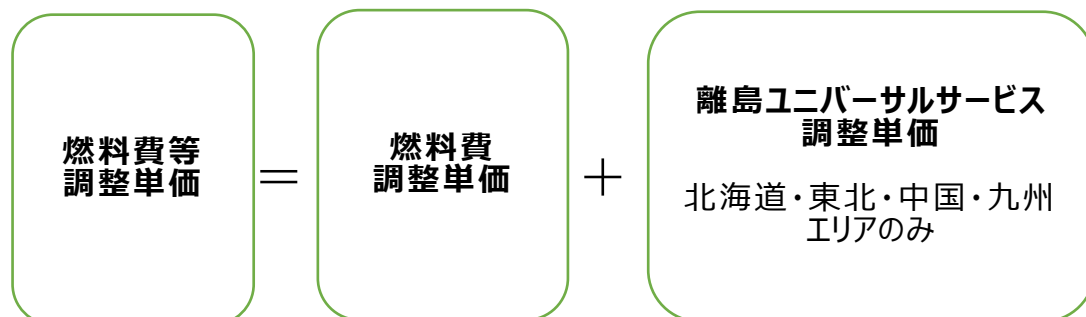 燃料費等
調整単価
＝
燃料費
調整単価
＋
離島ユニバーサルサービス
調整単価
北海道・東北・中国・九州
エリアのみ